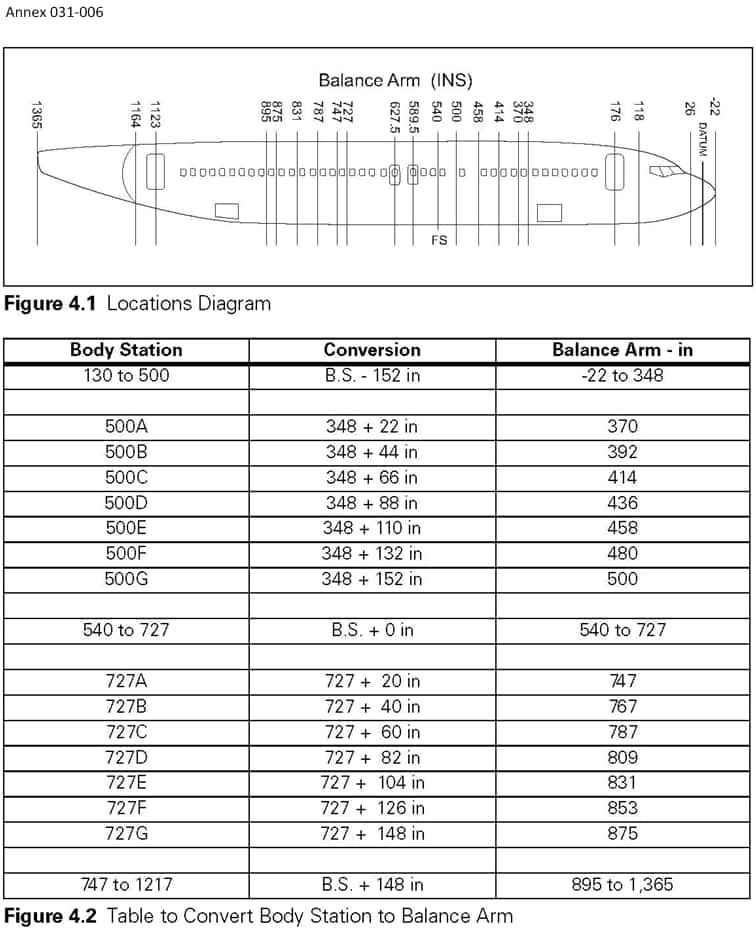 Annex 031-006
Balance Arm (INS)
1365
1164
1123
895
875
831
787
747
727
627.5
589.5
540
500
458
414
370
348
176
118
26
DATUM
-22
FS
Figure 4.1 Locations Diagram
Body Station Conversion Balance Arm - in
130 to 500 B.S. - 152 in -22 to 348
500A 348 + 22 in 370
500B 348 + 44 in 392
500C 348 + 66 in 414
500D 348 + 88 in 436
500E 348 + 110 in 458
500F 348 + 132 in 480
500G 348 + 152 in 500
540 to 727 B.S. + 0 in 540 to 727
727A 727 + 20 in 747
727B 727 + 40 in 767
727C 727 + 60 in 787
727D 727 + 82 in 809
727E 727 + 104 in 831
727F 727 + 126 in 853
727G 727 + 148 in 875
747 to 1217 B.S. + 148 in 895 to 1,365
Figure 4.2 Table to Convert Body Station to Balance Arm